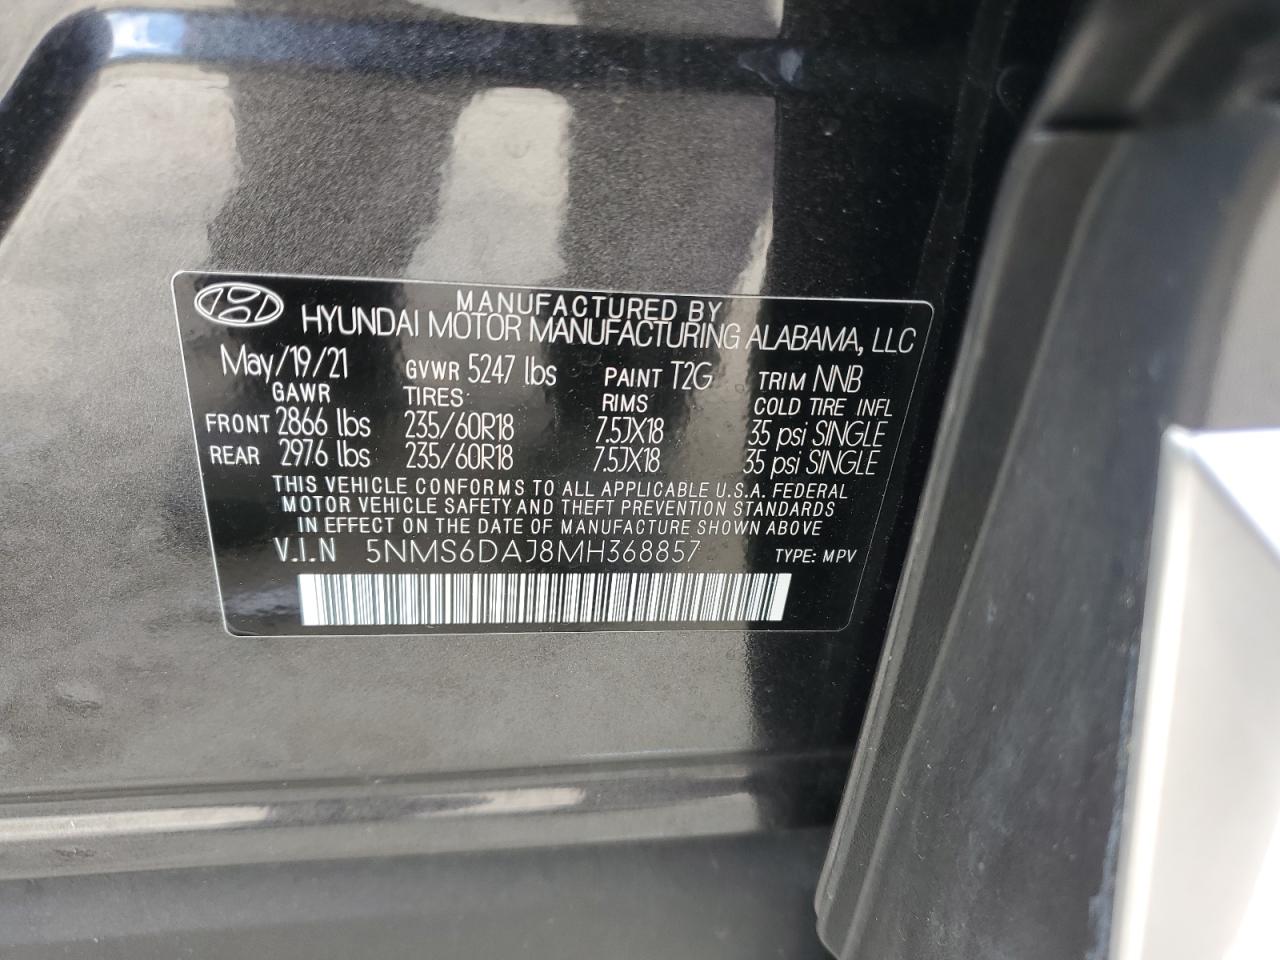 MANUFACTURED BY
HYUNDAI MOTOR MANUFACTURING ALABAMA, LLC
May/19/21 GVWR 5247 lbs PAINT T2G TRIM NNB
GAWR TIRES RIMS COLD TIRE INFL
FRONT 2866 lbs 235/60R18 7.5JX18 35 psi SINGLE
REAR 2976 lbs 235/60R18 7.5JX18 35 psi SINGLE
THIS VEHICLE CONFORMS TO ALL APPLICABLE U.S.A. FEDERAL
MOTOR VEHICLE SAFETY AND THEFT PREVENTION STANDARDS
IN EFFECT ON THE DATE OF MANUFACTURE SHOWN ABOVE
V.I.N 5NMS6DAJ8MH368857 TYPE: MPV